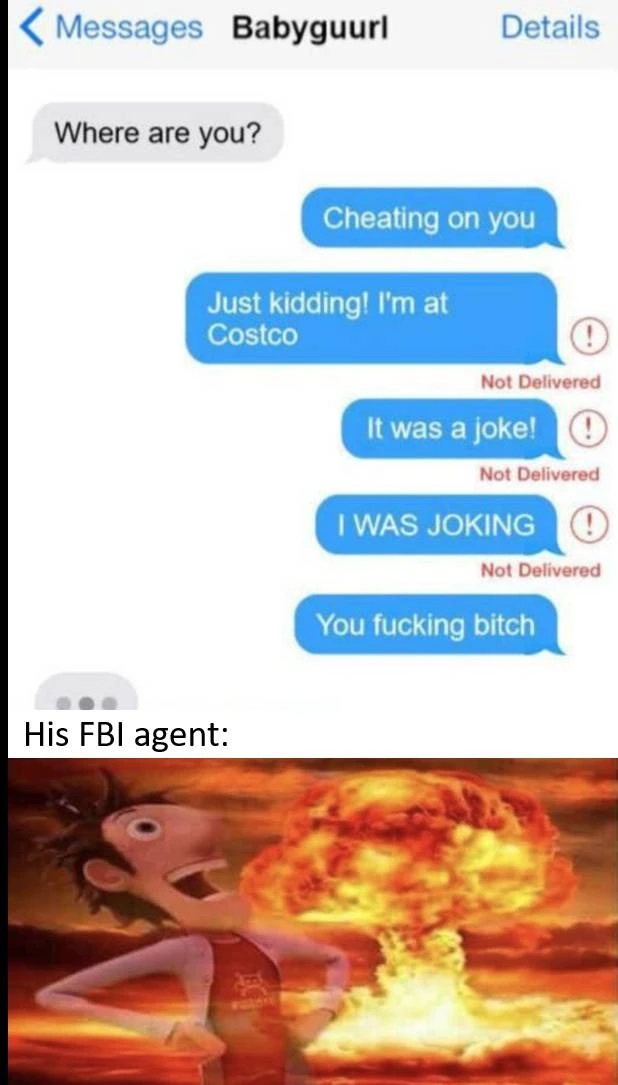 Messages Babyguurl Details
Where are you?
Cheating on you
Just kidding! I'm at
Costco
Not Delivered
It was a joke!
Not Delivered
I WAS JOKING
Not Delivered
You fucking bitch
His FBI agent: